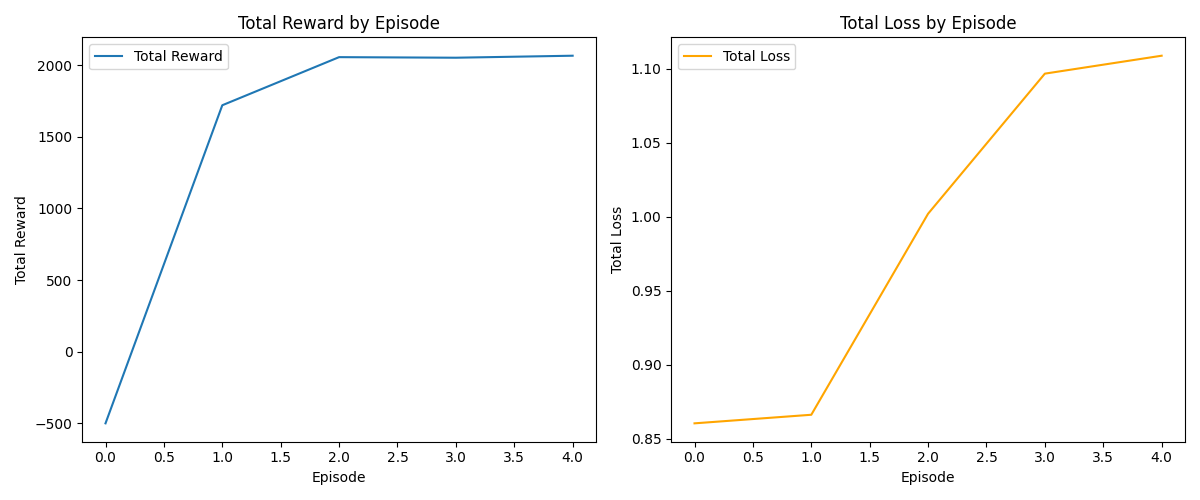 Total Reward by Episode
Total Reward
2000
1500
1000
500
0
−500
Total Reward
0.0 0.5 1.0 1.5 2.0 2.5 3.0 3.5 4.0
Episode
Total Loss by Episode
Total Loss
1.10
1.05
1.00
0.95
0.90
0.85
Total Loss
0.0 0.5 1.0 1.5 2.0 2.5 3.0 3.5 4.0
Episode